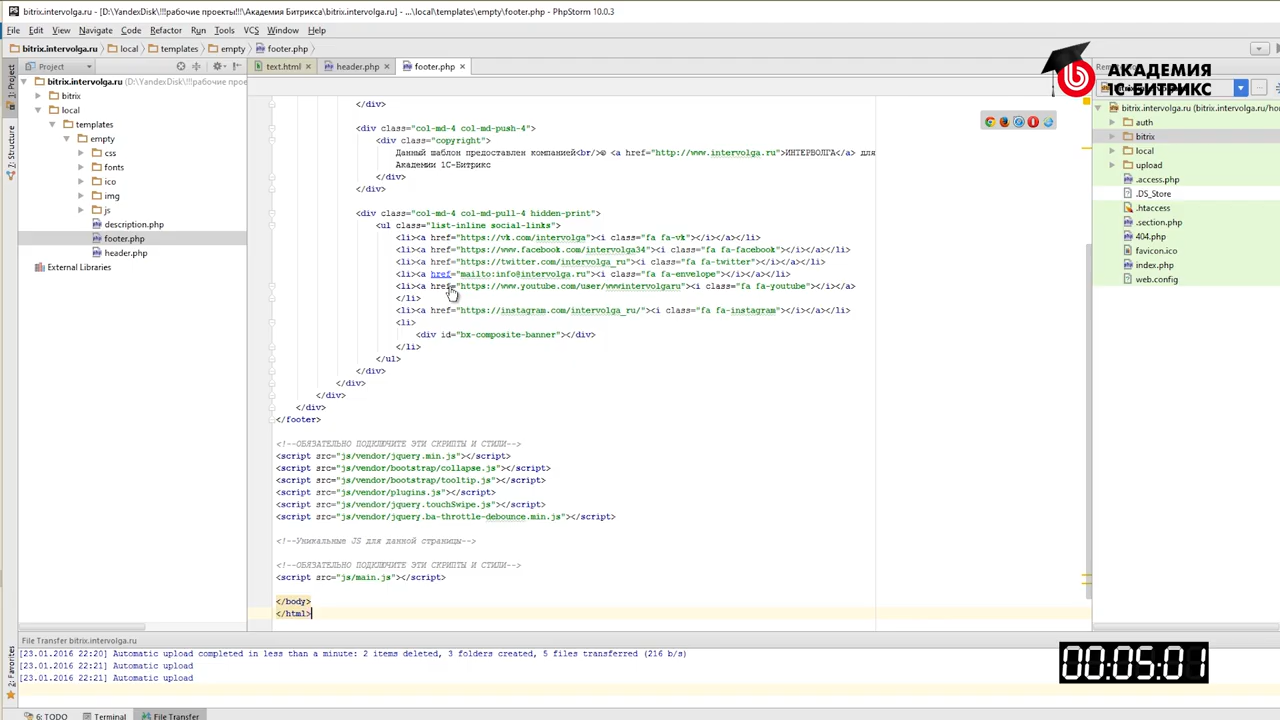 bitrix.intervolga.ru - [D:\YandexDisk\!!!рабочие проекты!!!\Академия Битрикса\bitrix.intervolga.ru] - ...\local\templates\empty\footer.php - PhpStorm 10.0.3
File Edit View Navigate Code Refactor Run Tools VCS Window Help
bitrix.intervolga.ru local templates empty footer.php
Project
text.html header.php footer.php
АКАДЕМИЯ
1С-БИТРИКС
1: Project
2: Structure
2: Favorites
bitrix.intervolga.ru (D:\YandexDisk\!!!рабочие прое
bitrix
local
templates
empty
css
fonts
ico
img
js
description.php
footer.php
header.php
External Libraries
</div>
<div class="col-md-4 col-md-push-4">
<div class="copyright">
Данный шаблон предоставлен компанией<br/>© <a href="http://www.intervolga.ru">ИНТЕРВОЛГА</a> для
Академии 1С-Битрикс
</div>
</div>
<div class="col-md-4 col-md-pull-4 hidden-print">
<ul class="list-inline social-links">
<li><a href="https://vk.com/intervolga"><i class="fa fa-vk"></i></a></li>
<li><a href="https://www.facebook.com/intervolga34"><i class="fa fa-facebook"></i></a></li>
<li><a href="https://twitter.com/intervolga_ru"><i class="fa fa-twitter"></i></a></li>
<li><a href="mailto:info@intervolga.ru"><i class="fa fa-envelope"></i></a></li>
<li><a href="https://www.youtube.com/user/wwwintervolgaru"><i class="fa fa-youtube"></i></a>
</li>
<li><a href="https://instagram.com/intervolga_ru/"><i class="fa fa-instagram"></i></a></li>
<li>
<div id="bx-composite-banner"></div>
</li>
</ul>
</div>
</div>
</div>
</div>
</footer>
<!--ОБЯЗАТЕЛЬНО ПОДКЛЮЧИТЕ ЭТИ СКРИПТЫ И СТИЛИ-->
<script src="js/vendor/jquery.min.js"></script>
<script src="js/vendor/bootstrap/collapse.js"></script>
<script src="js/vendor/bootstrap/tooltip.js"></script>
<script src="js/vendor/plugins.js"></script>
<script src="js/vendor/jquery.touchSwipe.js"></script>
<script src="js/vendor/jquery.ba-throttle-debounce.min.js"></script>
<!--Уникальные JS для данной страницы-->
<!--ОБЯЗАТЕЛЬНО ПОДКЛЮЧИТЕ ЭТИ СКРИПТЫ И СТИЛИ-->
<script src="js/main.js"></script>
</body>
</html>
bitrix.intervolga.ru (bitrix.intervolga.ru/hom
auth
bitrix
local
upload
.access.php
.DS_Store
.htaccess
.section.php
404.php
favicon.ico
index.php
web.config
File Transfer bitrix.intervolga.ru
[23.01.2016 22:20] Automatic upload completed in less than a minute: 2 items deleted, 3 folders created, 5 files transferred (216 b/s)
[23.01.2016 22:21] Automatic upload
[23.01.2016 22:21] Automatic upload
00:05:01
6: TODO Terminal File Transfer